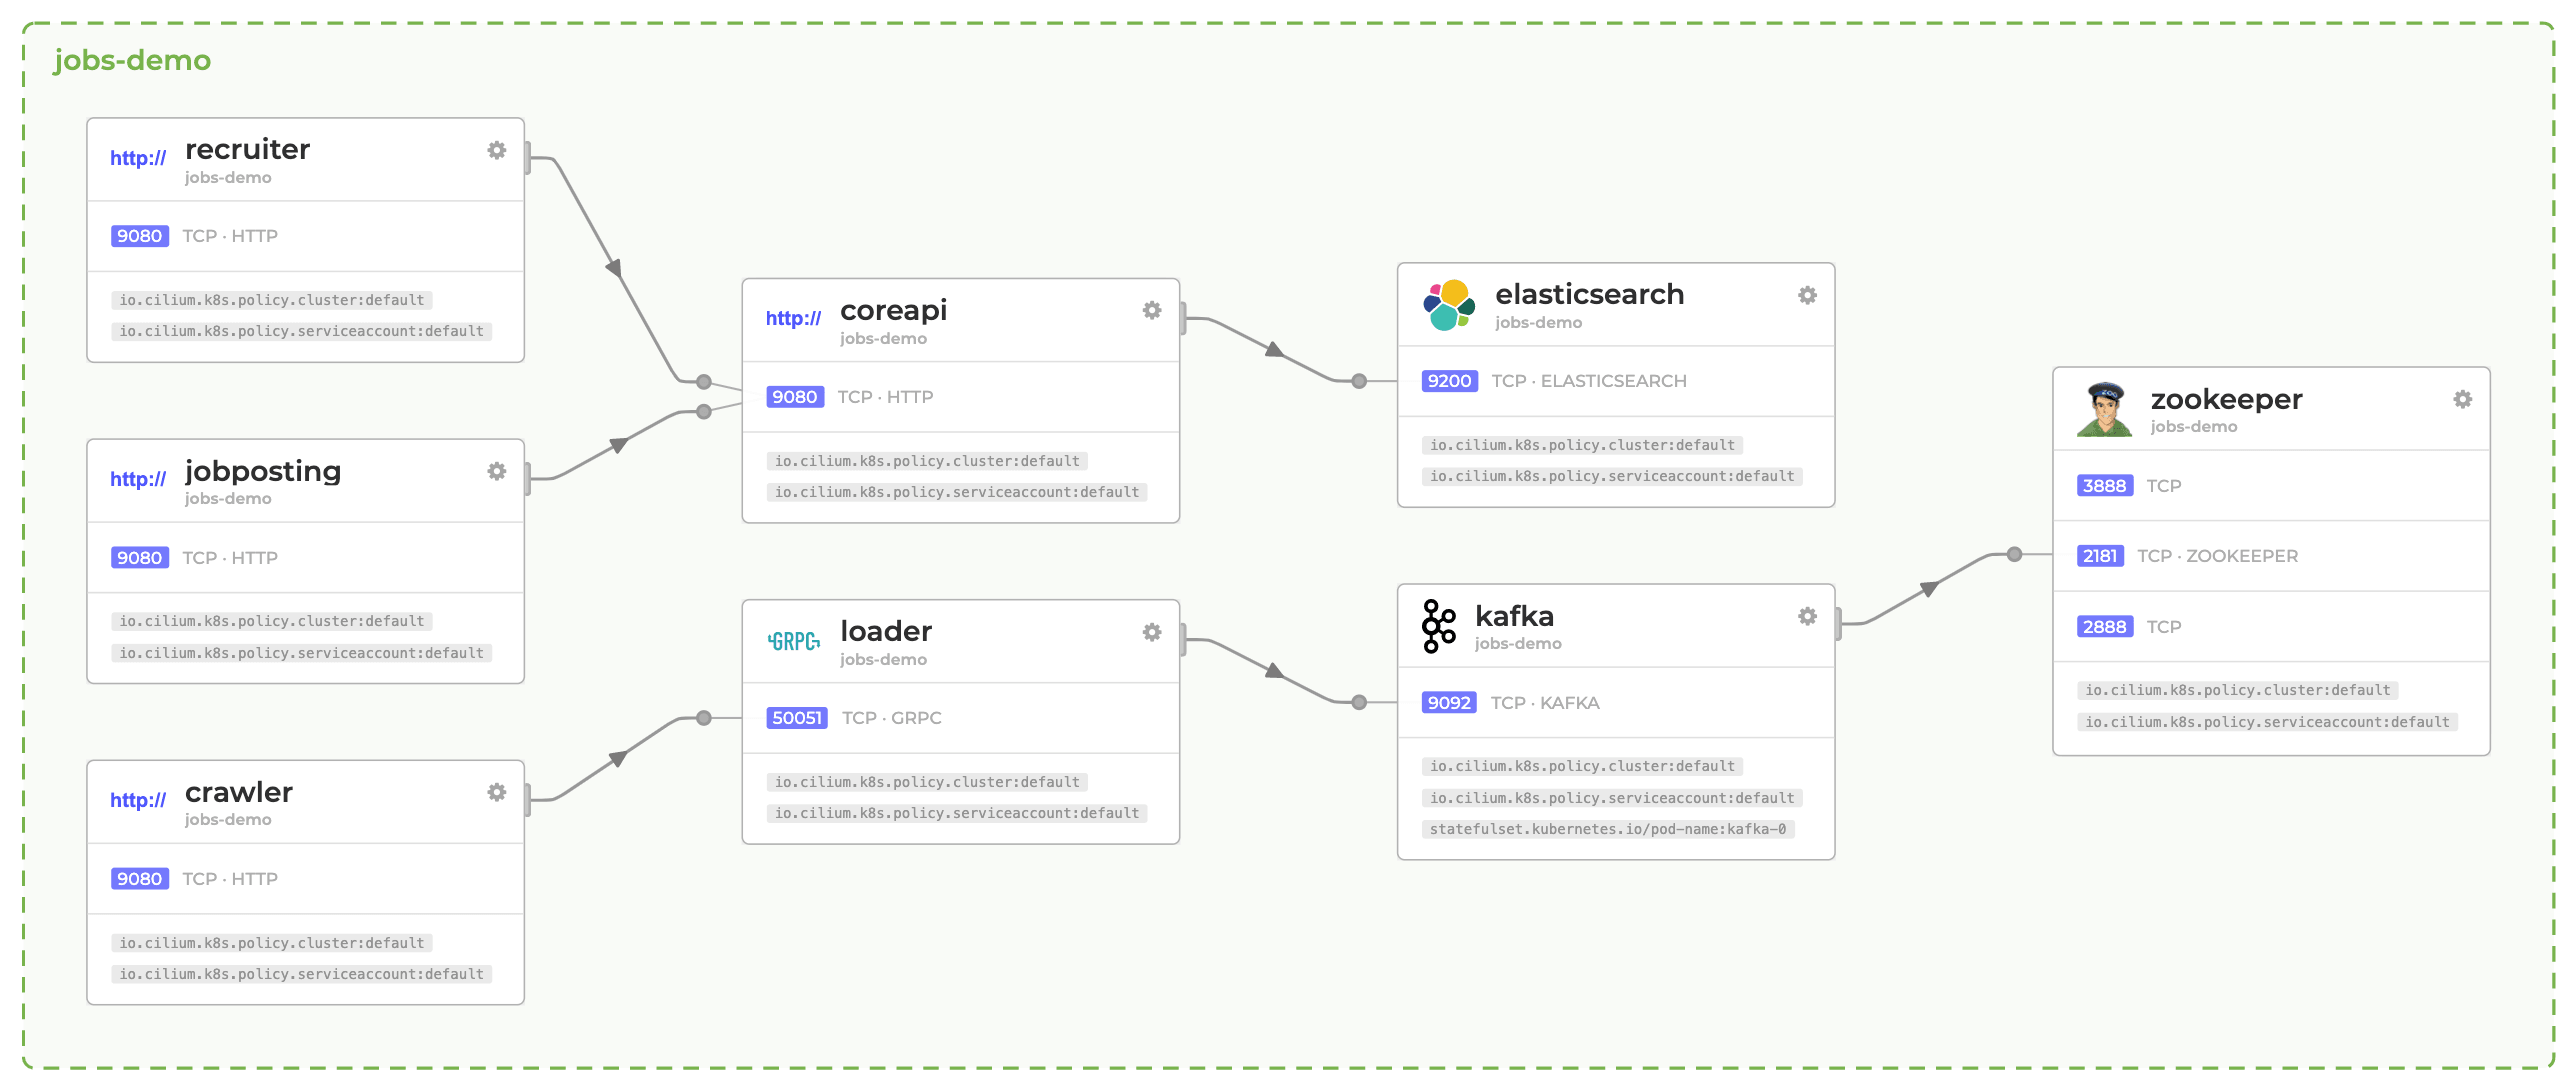 jobs-demo
http:// recruiter
jobs-demo
9080 TCP · HTTP
io.cilium.k8s.policy.cluster:default
io.cilium.k8s.policy.serviceaccount:default
http:// jobposting
jobs-demo
9080 TCP · HTTP
io.cilium.k8s.policy.cluster:default
io.cilium.k8s.policy.serviceaccount:default
http:// crawler
jobs-demo
9080 TCP · HTTP
io.cilium.k8s.policy.cluster:default
io.cilium.k8s.policy.serviceaccount:default
http:// coreapi
jobs-demo
9080 TCP · HTTP
io.cilium.k8s.policy.cluster:default
io.cilium.k8s.policy.serviceaccount:default
GRPC loader
jobs-demo
50051 TCP · GRPC
io.cilium.k8s.policy.cluster:default
io.cilium.k8s.policy.serviceaccount:default
elasticsearch
jobs-demo
9200 TCP · ELASTICSEARCH
io.cilium.k8s.policy.cluster:default
io.cilium.k8s.policy.serviceaccount:default
kafka
jobs-demo
9092 TCP · KAFKA
io.cilium.k8s.policy.cluster:default
io.cilium.k8s.policy.serviceaccount:default
statefulset.kubernetes.io/pod-name:kafka-0
ZOO
zookeeper
jobs-demo
3888 TCP
2181 TCP · ZOOKEEPER
2888 TCP
io.cilium.k8s.policy.cluster:default
io.cilium.k8s.policy.serviceaccount:default